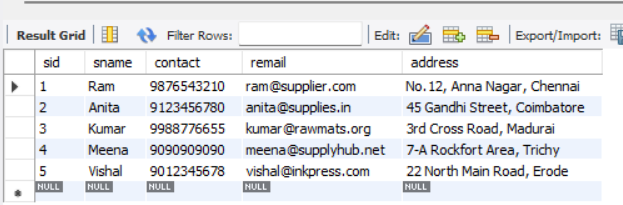 Result Grid Filter Rows: Edit: Export/Import:
sid sname contact remail address
1 Ram 9876543210 ram@supplier.com No.12, Anna Nagar, Chennai
2 Anita 9123456780 anita@supplies.in 45 Gandhi Street, Coimbatore
3 Kumar 9988776655 kumar@rawmats.org 3rd Cross Road, Madurai
4 Meena 9090909090 meena@supplyhub.net 7-A Rockfort Area, Trichy
5 Vishal 9012345678 vishal@inkpress.com 22 North Main Road, Erode
NULL NULL NULL NULL NULL